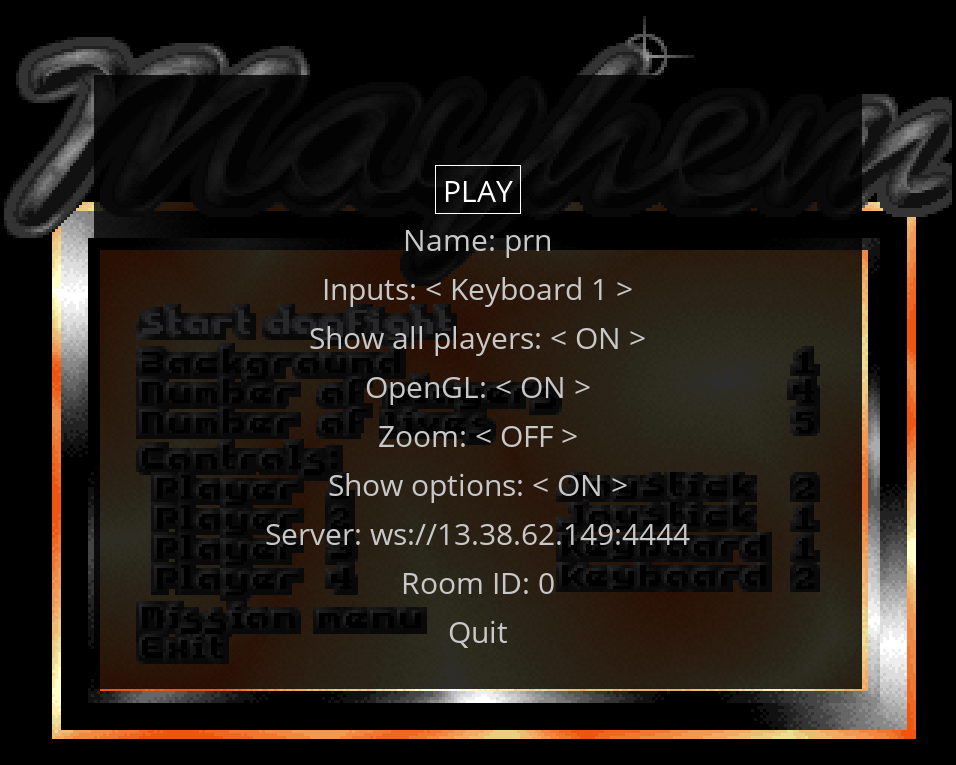 Mayhem
PLAY
Name: prn
Inputs: < Keyboard 1 >
Start dogfight
Show all players: < ON >
Background 1
OpenGL: < ON >
Number of players 4
Number of lives 5
Zoom: < OFF >
Controls:
Show options: < ON >
Player Joystick 2
Player 2 Joystick 1
Server: ws://13.38.62.149:4444
Player 3 Keyboard 1
Player 4 Keyboard 2
Room ID: 0
Mission menu
Quit
Exit